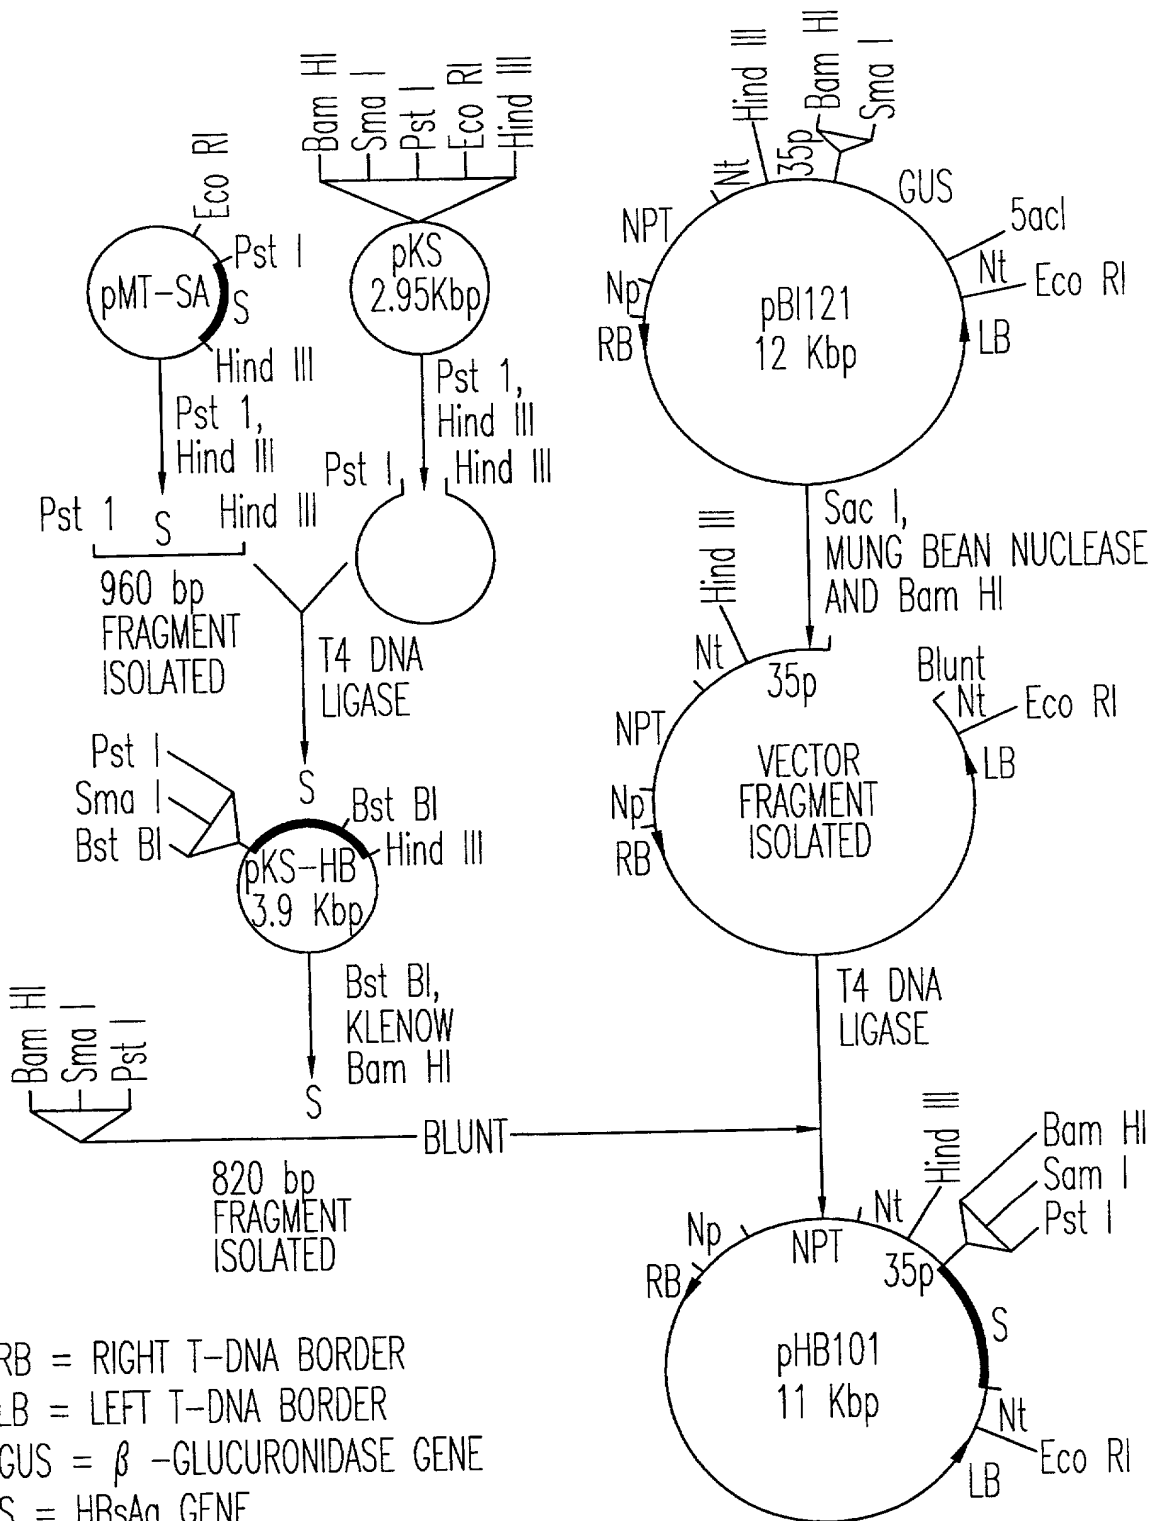 Bam HI
Sma I
Pst I
Eco RI
Hind III
Eco RI
Pst I
pMT-SA
S
Hind III
pKS
2.95Kbp
Pst 1,
Hind III
Pst 1,
Hind III
Pst 1
S
Hind III
960 bp
FRAGMENT
ISOLATED
Pst I
Hind III
T4 DNA
LIGASE
Pst I
Sma I
Bst BI
S
Bst BI
Hind III
pKS-HB
3.9 Kbp
Bst BI,
KLENOW
Bam HI
Bam HI
Sma I
Pst I
S
BLUNT
820 bp
FRAGMENT
ISOLATED
Hind III
35p
Bam HI
Sma I
Nt
NPT
GUS
5acI
Np
Nt
Eco RI
RB
LB
pBI121
12 Kbp
Sac I,
MUNG BEAN NUCLEASE
AND Bam HI
Hind III
Nt
35p
Blunt
Nt
Eco RI
NPT
Np
RB
LB
VECTOR
FRAGMENT
ISOLATED
T4 DNA
LIGASE
Hind III
Bam HI
Sam I
Pst I
Np
NPT
Nt
35p
RB
S
pHB101
11 Kbp
Nt
Eco RI
LB
RB = RIGHT T-DNA BORDER
LB = LEFT T-DNA BORDER
GUS = β -GLUCURONIDASE GENE
S = HBsAg GENE